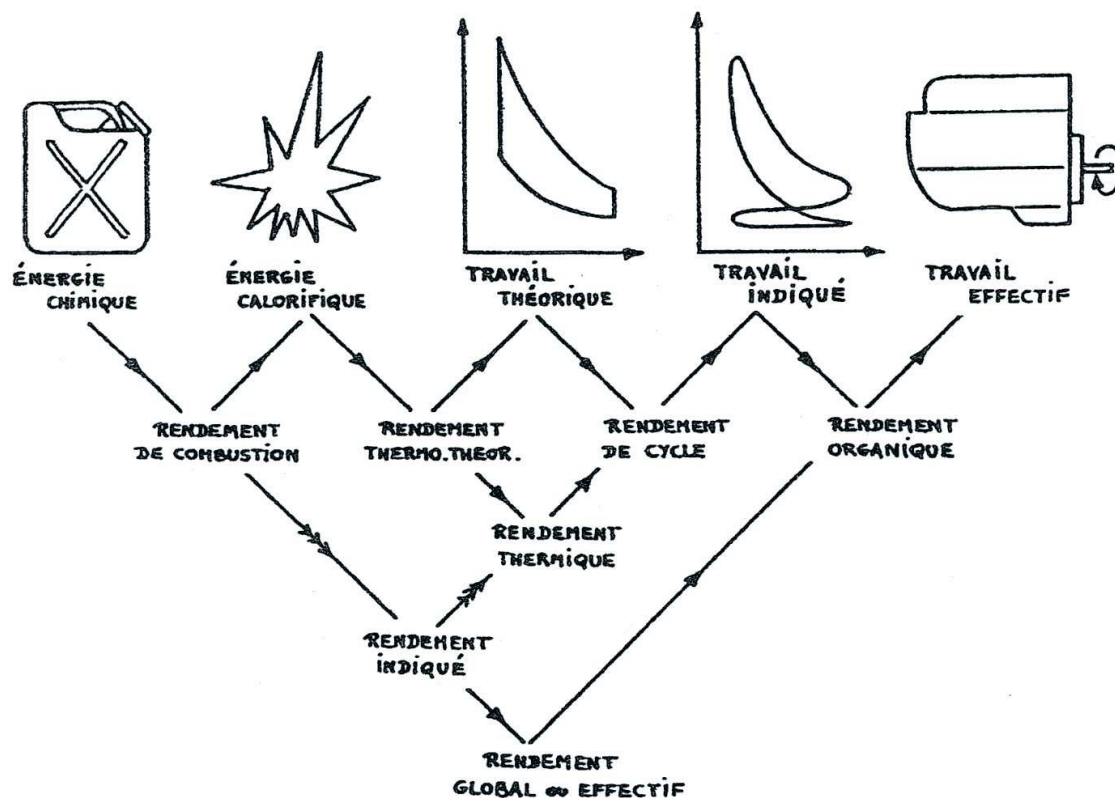 ÉNERGIE
CHIMIQUE
ÉNERGIE
CALORIFIQUE
TRAVAIL
THÉORIQUE
TRAVAIL
INDIQUÉ
TRAVAIL
EFFECTIF
RENDEMENT
DE COMBUSTION
RENDEMENT
THERMO.THEOR.
RENDEMENT
DE CYCLE
RENDEMENT
ORGANIQUE
RENDEMENT
THERMIQUE
RENDEMENT
INDIQUÉ
RENDEMENT
GLOBAL ou EFFECTIF